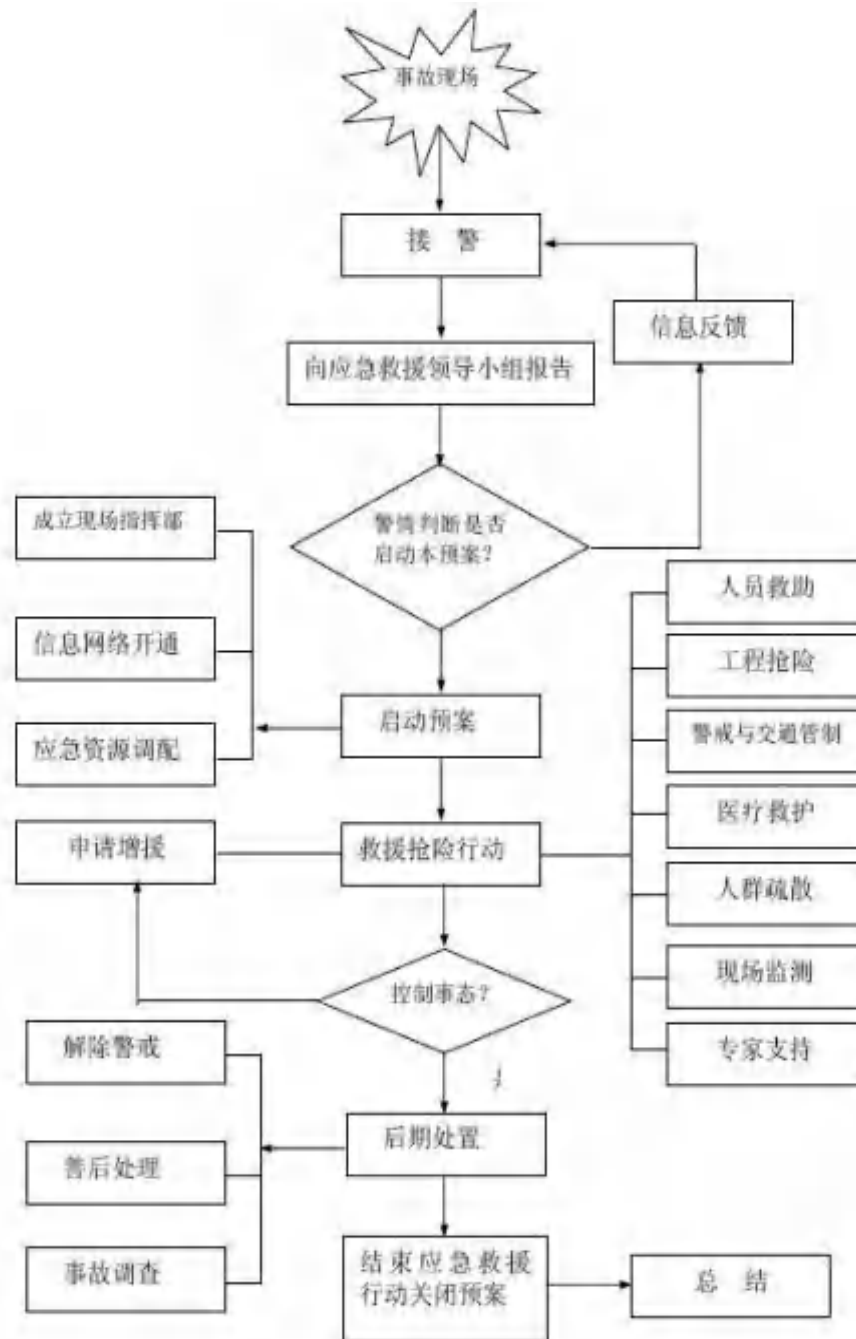 事故现场
接 警
信息反馈
向应急救援领导小组报告
警情判断是否
启动本预案?
成立现场指挥部
信息网络开通
应急资源调配
启动预案
人员救助
工程抢险
警戒与交通管制
医疗救护
人群疏散
现场监测
专家支持
申请增援
救援抢险行动
控制事态?
解除警戒
善后处理
事故调查
后期处置
结束应急救援
行动关闭预案
总 结